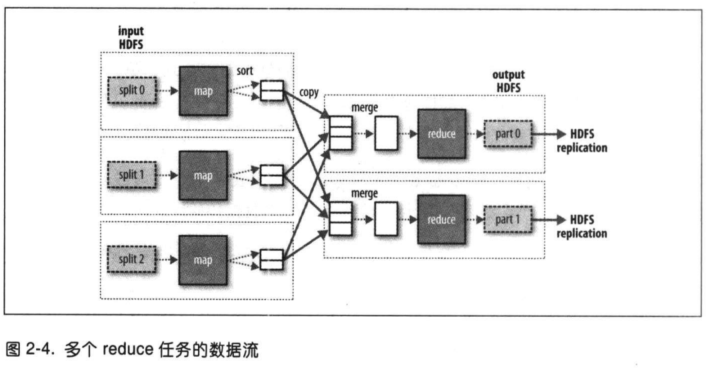 input
HDFS
split 0
map
sort
copy
split 1
map
split 2
map
output
HDFS
merge
reduce
part 0
HDFS
replication
merge
reduce
part 1
HDFS
replication
图 2-4. 多个 reduce 任务的数据流